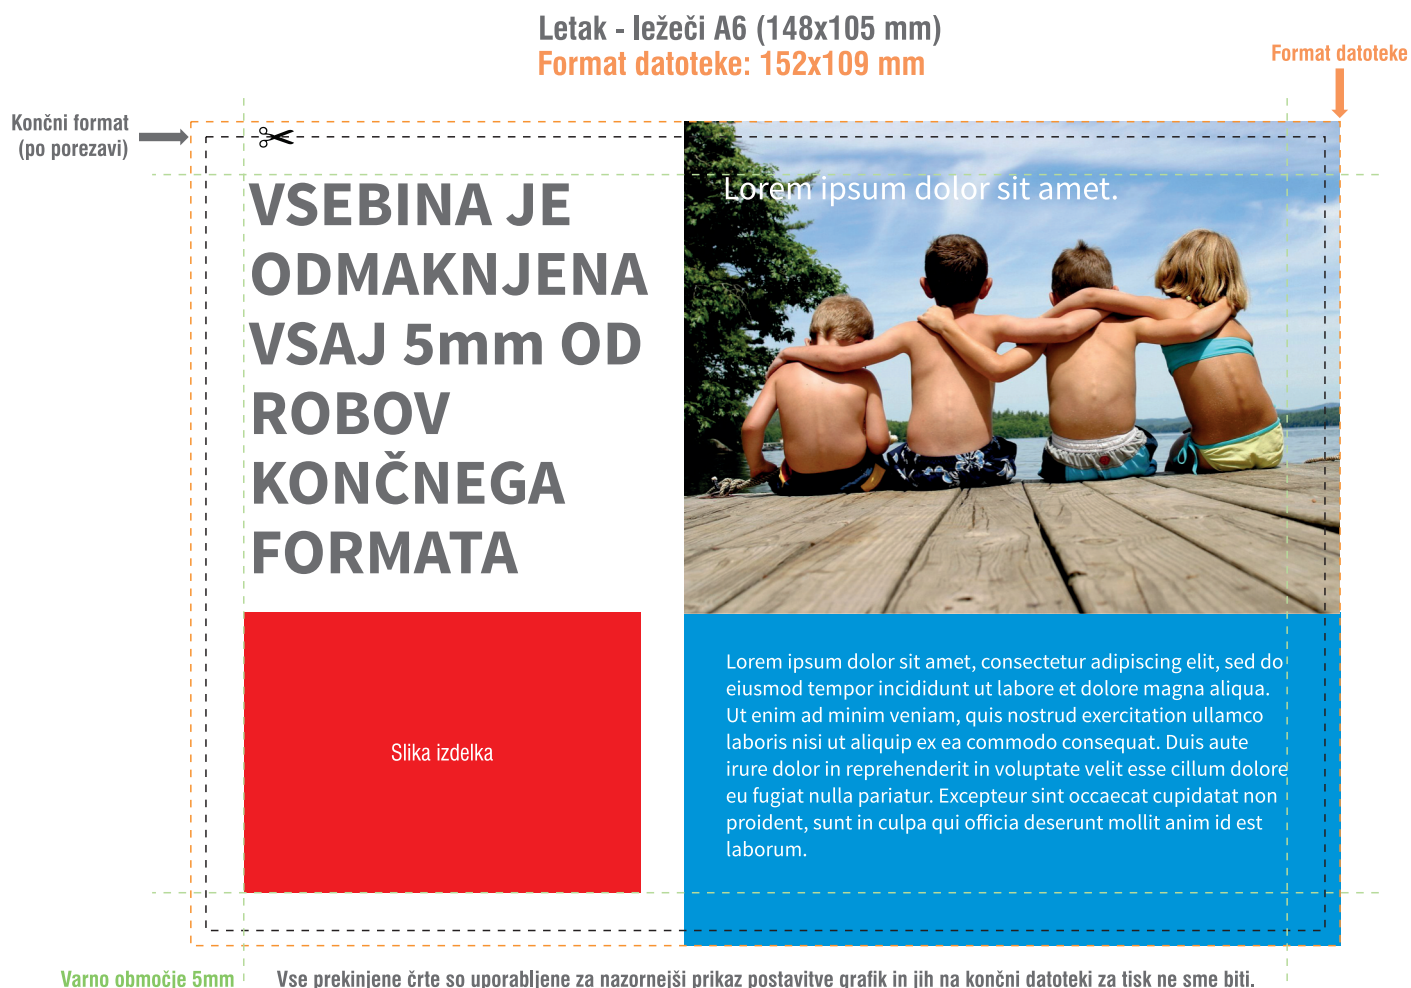 Letak - ležeči A6 (148x105 mm)
Format datoteke: 152x109 mm
Format datoteke
Končni format
(po porezavi)
VSEBINA JE
ODMAKNJENA
VSAJ 5mm OD
ROBOV
KONČNEGA
FORMATA
Slika izdelka
Lorem ipsum dolor sit amet.
Lorem ipsum dolor sit amet, consectetur adipiscing elit, sed do
eiusmod tempor incididunt ut labore et dolore magna aliqua.
Ut enim ad minim veniam, quis nostrud exercitation ullamco
laboris nisi ut aliquip ex ea commodo consequat. Duis aute
irure dolor in reprehenderit in voluptate velit esse cillum dolore
eu fugiat nulla pariatur. Excepteur sint occaecat cupidatat non
proident, sunt in culpa qui officia deserunt mollit anim id est
laborum.
Varno območje 5mm
Vse prekinjene črte so uporabljene za nazornejši prikaz postavitve grafik in jih na končni datoteki za tisk ne sme biti.